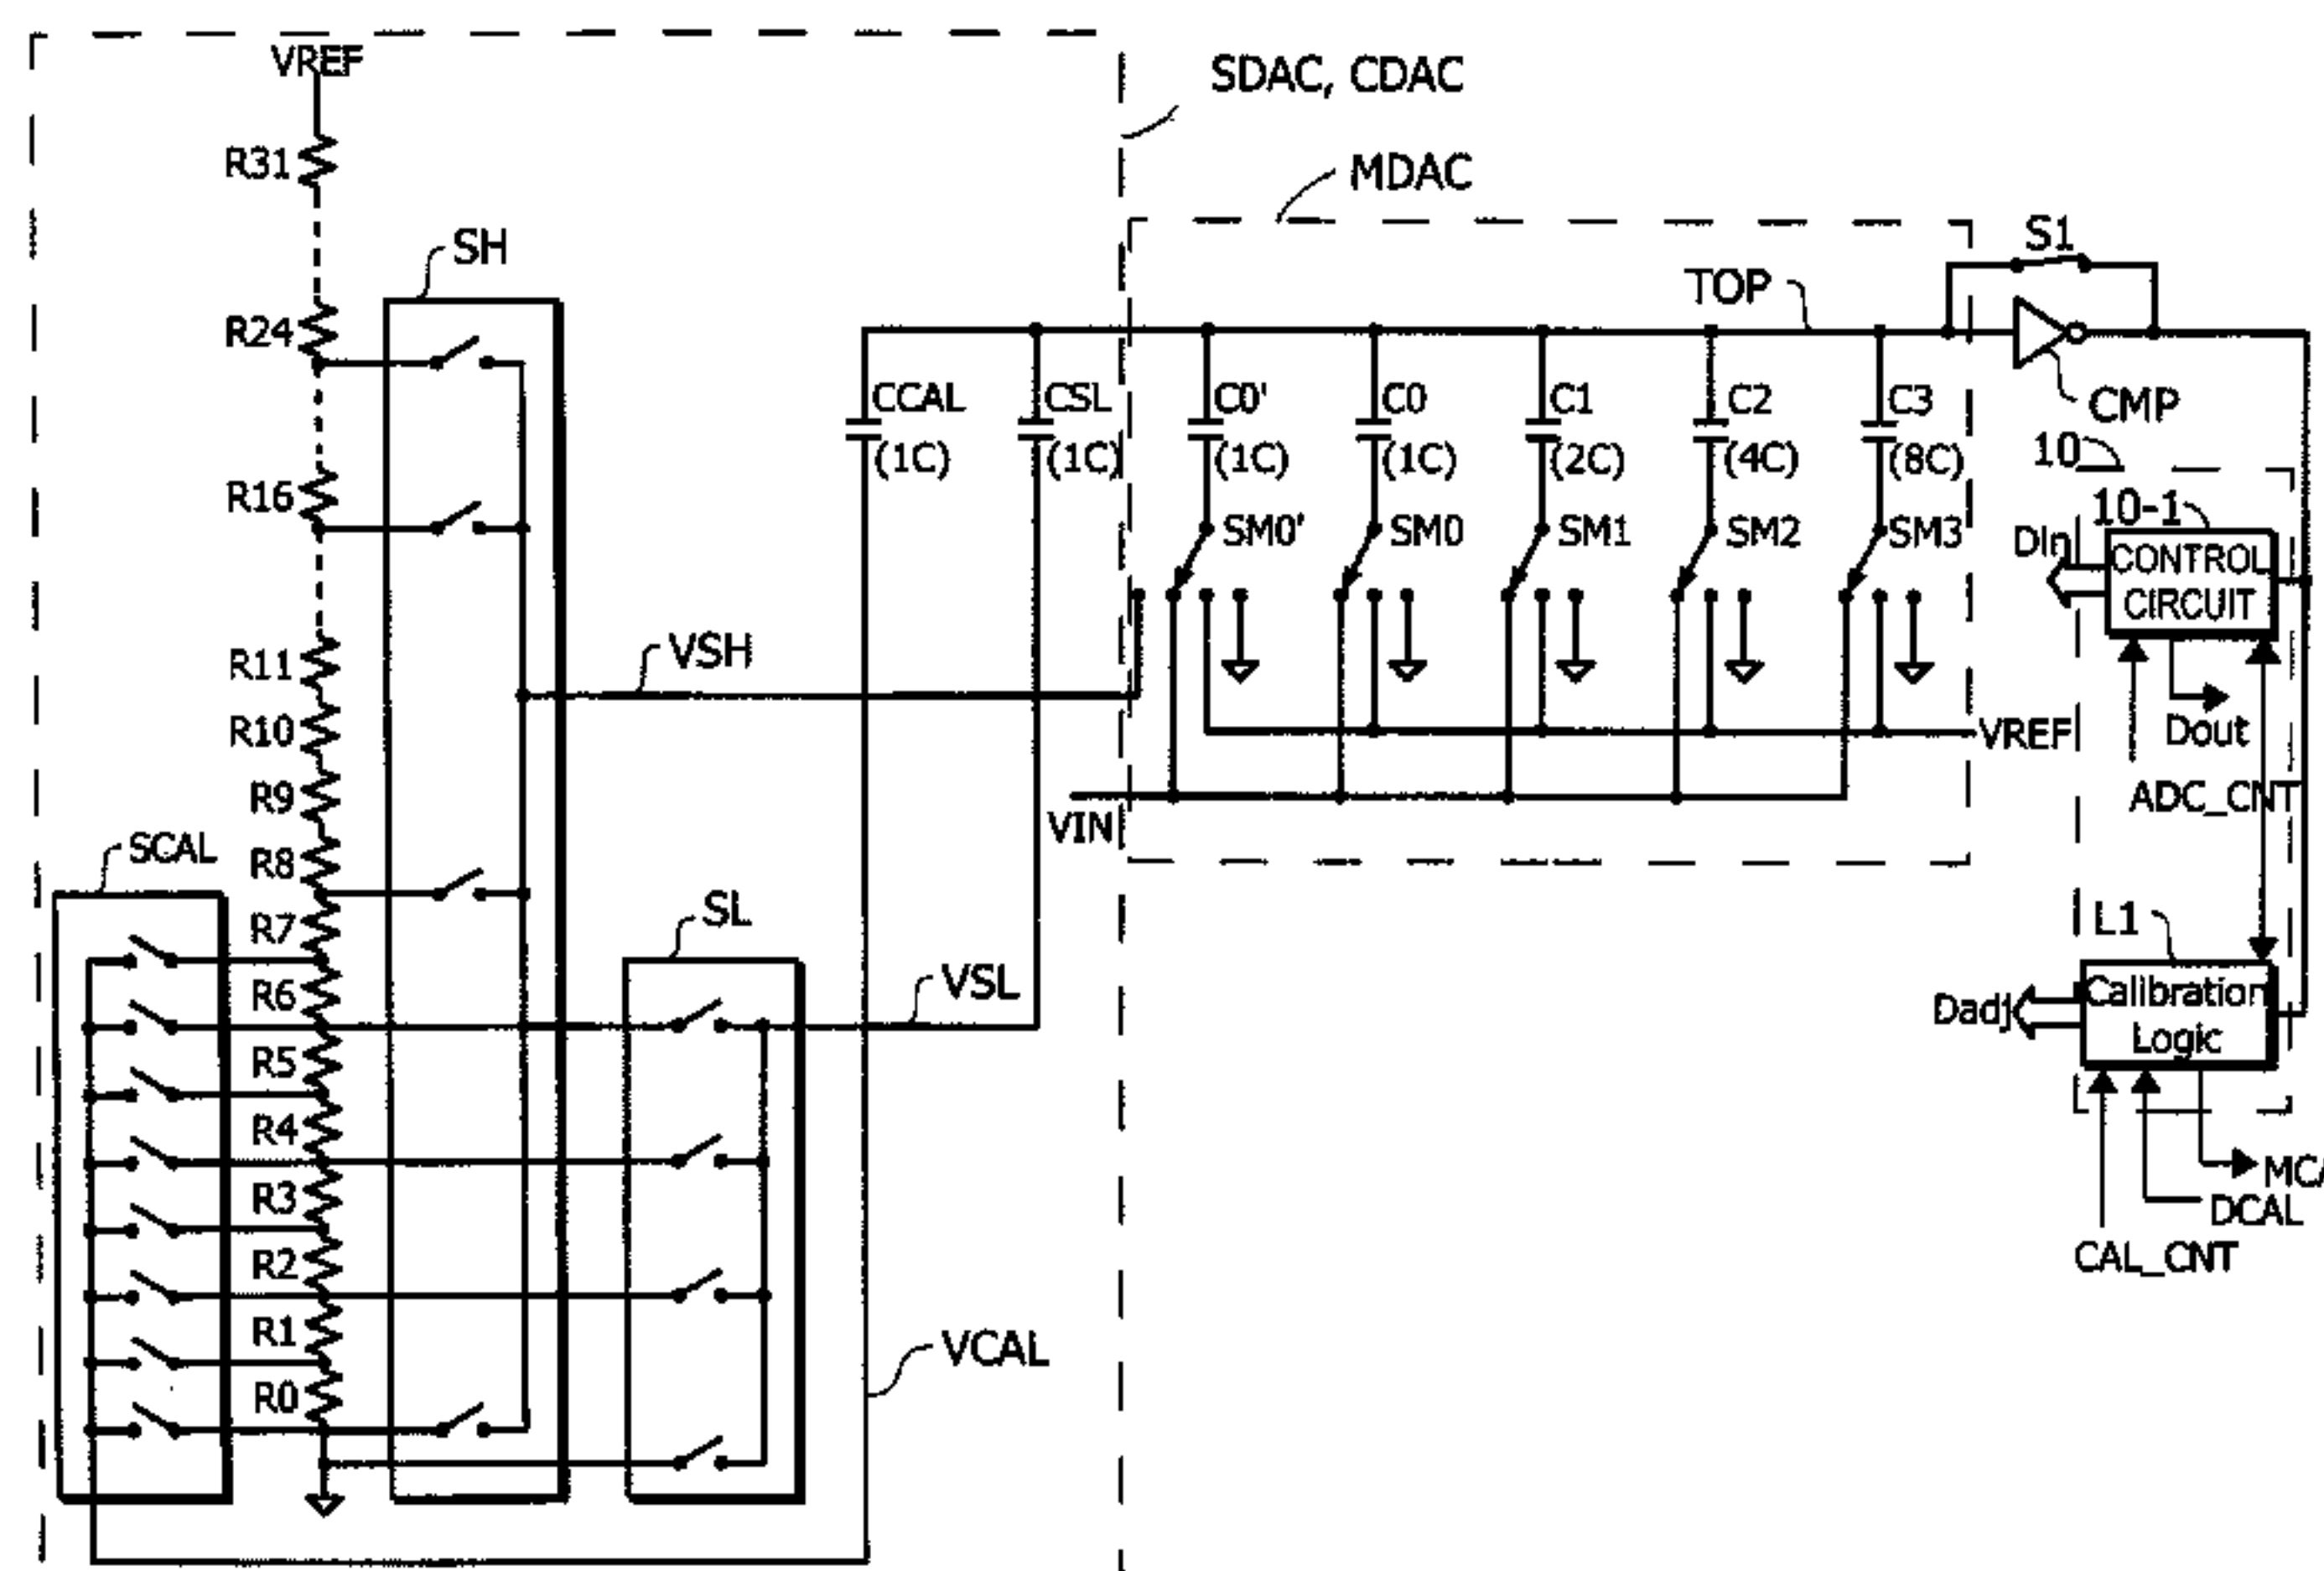 VREF
SDAC, CDAC
MDAC
R31
SH
S1
TOP
R24
CCAL
(1C)
CSL
(1C)
C0'
(1C)
C0
(1C)
C1
(2C)
C2
(4C)
C3
(8C)
CMP
10
R16
SM0'
SM0
SM1
SM2
SM3
10-1
DIn
CONTROL
CIRCUIT
R11
VSH
R10
VREF
Dout
R9
ADC_CNT
VIN
SCAL
R8
R7
SL
L1
R6
VSL
Calibration
Logic
Dadj
R5
R4
R3
MCA
DCAL
R2
CAL_CNT
R1
VCAL
R0